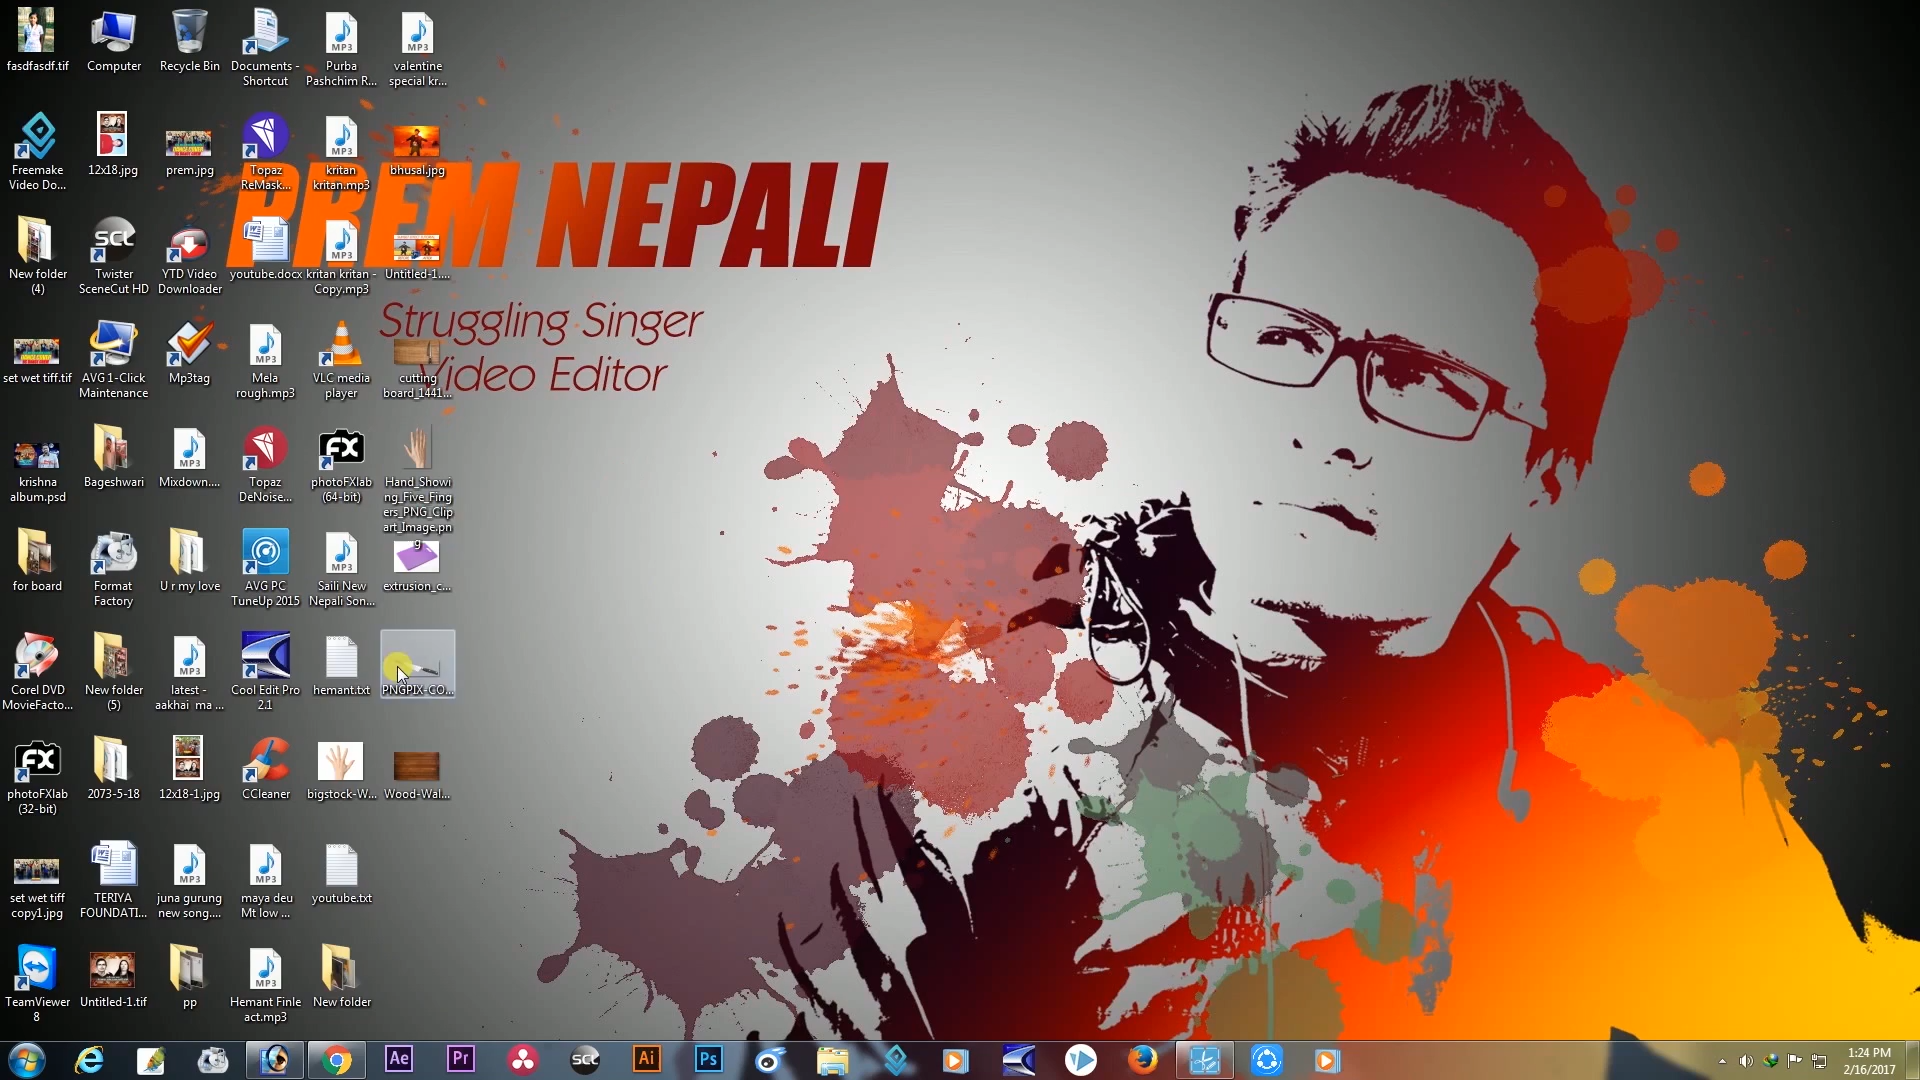 fasdfasdf.tif
Computer
Recycle Bin
Documents -
Shortcut
Purba
Pashchim R...
valentine
special kr...
Freemake
Video Do...
12x18.jpg
prem.jpg
Topaz
ReMask...
kritan
kritan.mp3
bhusal.jpg
PREM NEPALI
New folder
(4)
Twister
SceneCut HD
YTD Video
Downloader
youtube.docx
kritan kritan -
Copy.mp3
Untitled-1....
Struggling Singer
Video Editor
set wet tiff.tif
AVG 1-Click
Maintenance
Mp3tag
Mela
rough.mp3
VLC media
player
cutting
board_1441...
krishna
album.psd
Bageshwari
Mixdown....
Topaz
DeNoise...
photoFXlab
(64-bit)
Hand_Showi
ng_Five_Fing
ers_PNG_Clip
art_Image.pn
g
for board
Format
Factory
U r my love
AVG PC
TuneUp 2015
Saili New
Nepali Son...
extrusion_c...
Corel DVD
MovieFacto...
New folder
(5)
latest -
aakhai ma ...
Cool Edit Pro
2.1
hemant.txt
PNGPIX-CO...
photoFXlab
(32-bit)
2073-5-18
12x18-1.jpg
CCleaner
bigstock-W...
Wood-Wal...
set wet tiff
copy1.jpg
TERIYA
FOUNDATI...
juna gurung
new song....
maya deu
Mt low ...
youtube.txt
TeamViewer
8
Untitled-1.tif
pp
Hemant Finle
act.mp3
New folder
Ae
Pr
SCL
Ai
Ps
1:24 PM
2/16/2017